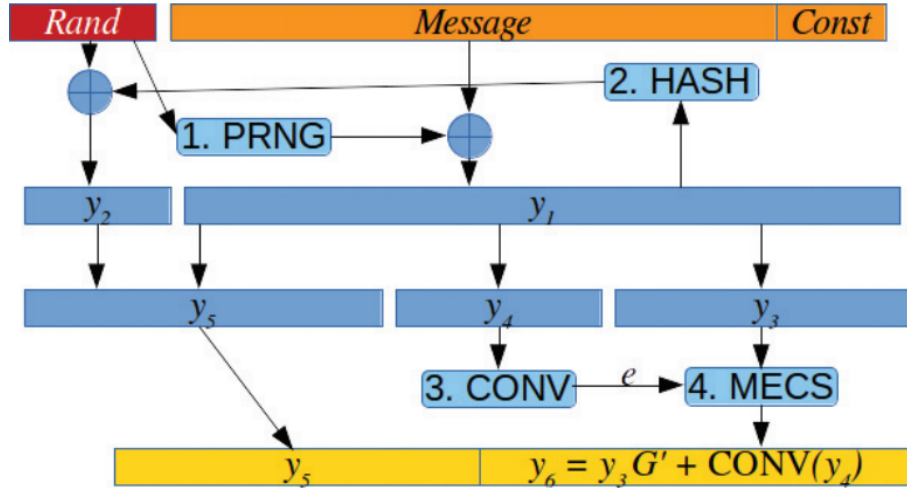 Rand Message Const
2. HASH
1. PRNG
y₂ y₁
y₅ y₄ y₃
3. CONV e 4. MECS
y₅ y₆ = y₃G' + CONV(y₄)